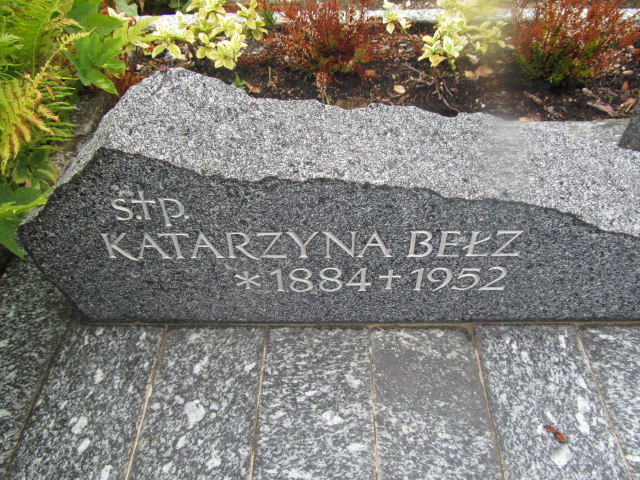 ś.†p.
KATARZYNA BEŁZ
*1884 +1952